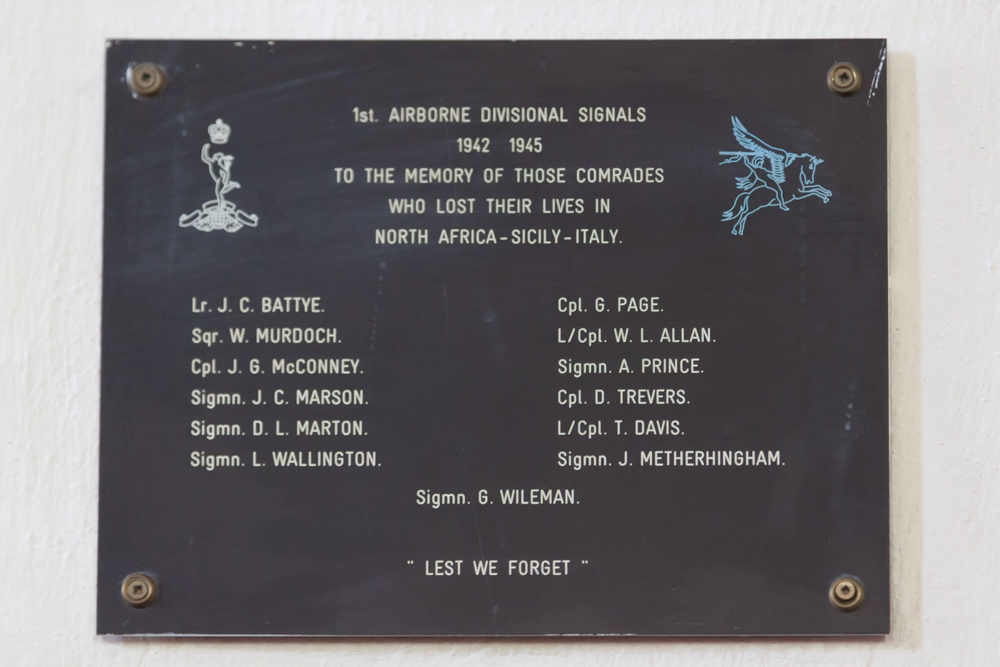 1st. AIRBORNE DIVISIONAL SIGNALS
1942 1945
TO THE MEMORY OF THOSE COMRADES
WHO LOST THEIR LIVES IN
NORTH AFRICA-SICILY-ITALY.
Lr. J. C. BATTYE.
Sqr. W. MURDOCH.
Cpl. J. G. McCONNEY.
Sigmn. J. C. MARSON.
Sigmn. D. L. MARTON.
Sigmn. L. WALLINGTON.
Cpl. G. PAGE.
L/Cpl. W. L. ALLAN.
Sigmn. A. PRINCE.
Cpl. D. TREVERS.
L/Cpl. T. DAVIS.
Sigmn. J. METHERHINGHAM.
Sigmn. G. WILEMAN.
" LEST WE FORGET "